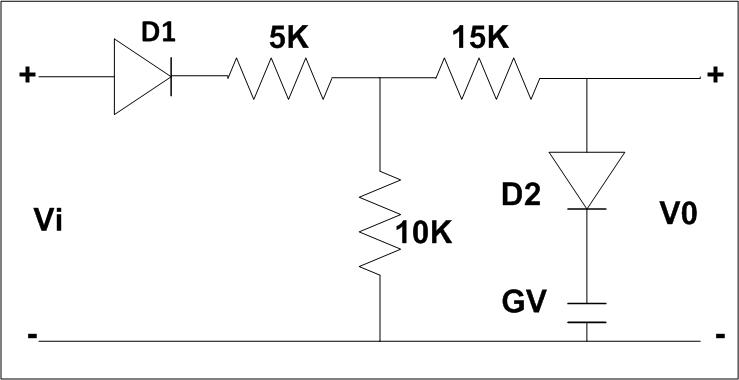 D1
5K
15K
+
+
Vi
10K
D2
V0
GV
-
-